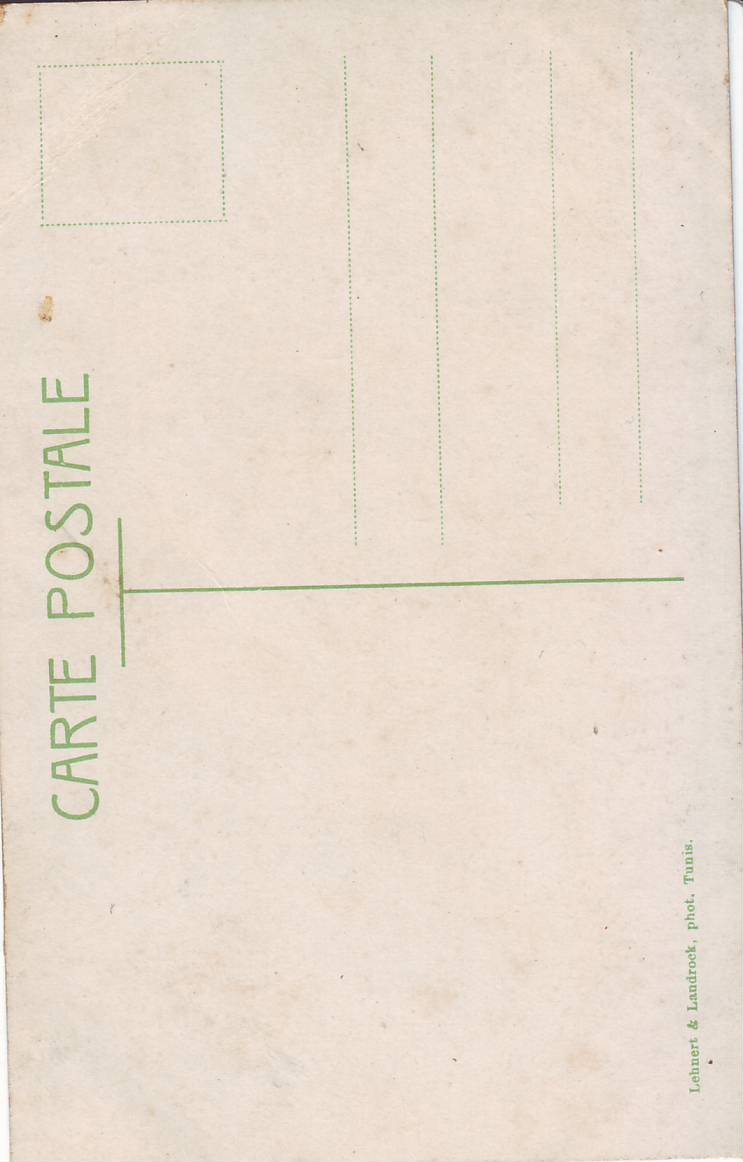 CARTE POSTALE
Lehnert & Landrock, phot. Tunis.